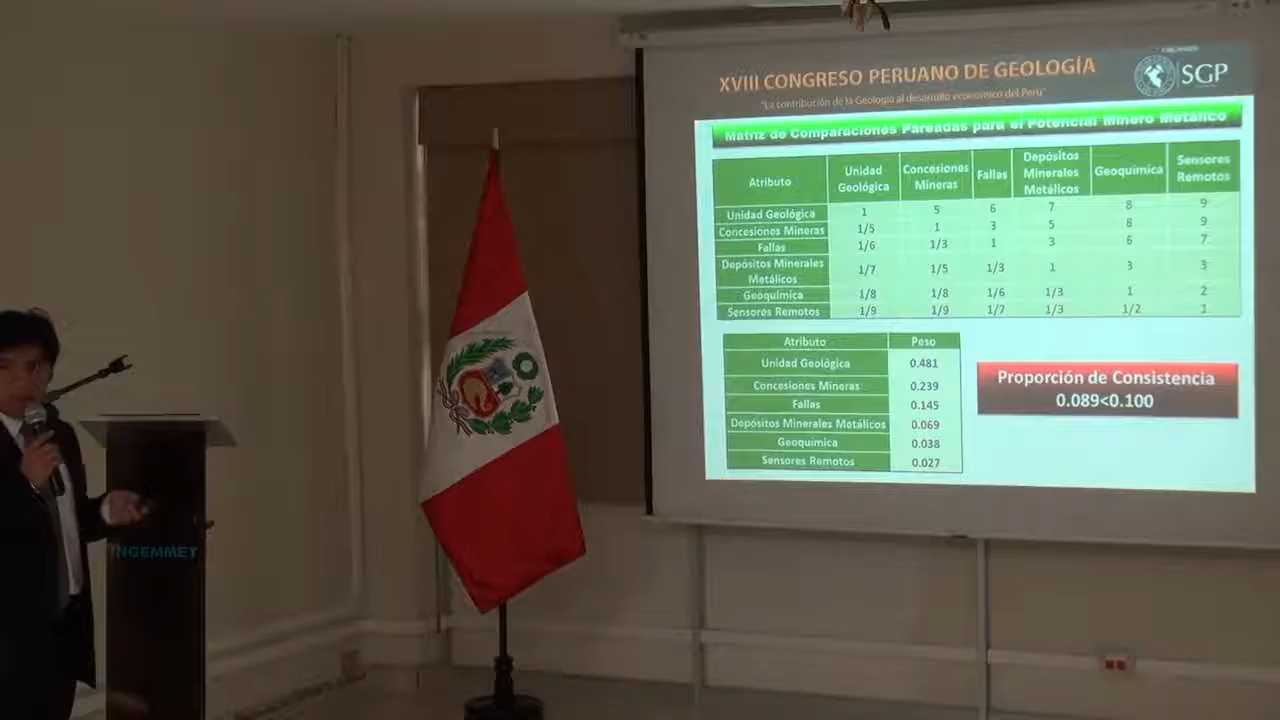 XVIII CONGRESO PERUANO DE GEOLOGÍA
"La contribución de la Geología al desarrollo económico del Perú"
SGP
Matriz de Comparaciones Pareadas para el Potencial Minero Metálico
Atributo Unidad Geológica Concesiones Mineras Fallas Depósitos Minerales Metálicos Geoquímica Sensores Remotos
Unidad Geológica 1 5 6 7 8 9
Concesiones Mineras 1/5 1 3 5 8 9
Fallas 1/6 1/3 1 3 6 7
Depósitos Minerales Metálicos 1/7 1/5 1/3 1 3 3
Geoquímica 1/8 1/8 1/6 1/3 1 2
Sensores Remotos 1/9 1/9 1/7 1/3 1/2 1
Atributo Peso
Unidad Geológica 0.481
Concesiones Mineras 0.239
Fallas 0.145
Depósitos Minerales Metálicos 0.069
Geoquímica 0.038
Sensores Remotos 0.027
Proporción de Consistencia
0.089<0.100
INGEMMET